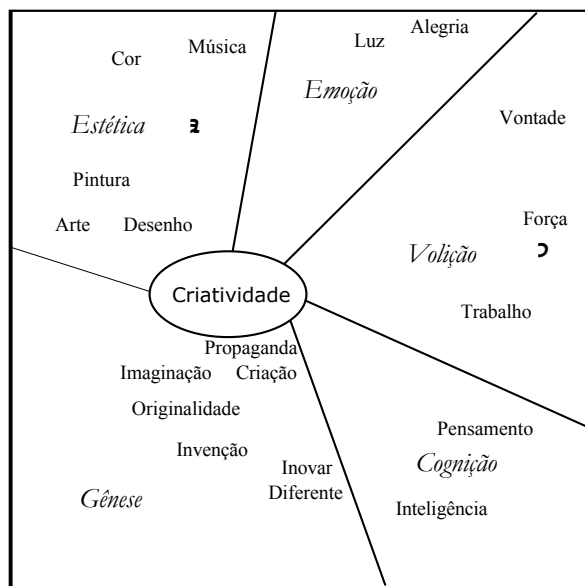 Cor
Música
Estética
Pintura
Arte
Desenho
Luz
Alegria
Emoção
Vontade
Força
Volição
Trabalho
Criatividade
Propaganda
Imaginação
Criação
Originalidade
Invenção
Inovar
Diferente
Gênese
Pensamento
Cognição
Inteligência